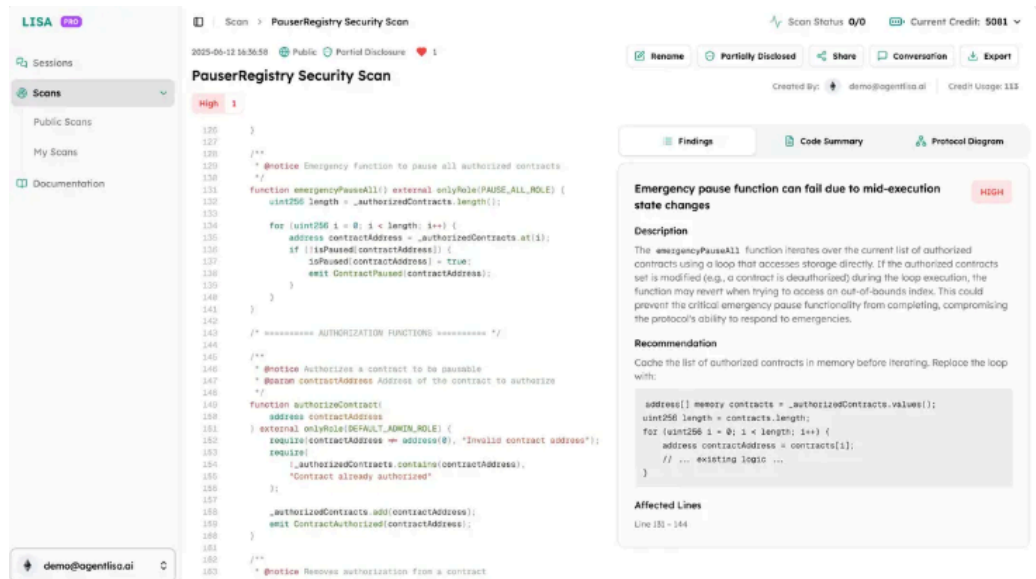 LISA PRO
Scan > PauserRegistry Security Scan
Scan Status 0/0
Current Credit: 5081
Sessions
Scans
Public Scans
My Scans
Documentation
demo@agentlisa.ai
2025-06-12 16:36:58 Public Partial Disclosure 1
PauserRegistry Security Scan
High 1
Rename
Partially Disclosed
Share
Conversation
Export
Created By: demo@agentlisa.ai Credit Usage: 113
126 }
127
128 /**
129 * @notice Emergency function to pause all authorized contracts
130 */
131 function emergencyPauseAll() external onlyRole(PAUSE_ALL_ROLE) {
132 uint256 length = _authorizedContracts.length();
133
134 for (uint256 i = 0; i < length; i++) {
135 address contractAddress = _authorizedContracts.at(i);
136 if (!isPaused[contractAddress]) {
137 isPaused[contractAddress] = true;
138 emit ContractPaused(contractAddress);
139 }
140 }
141 }
142
143 /* ========== AUTHORIZATION FUNCTIONS ========== */
144
145 /**
146 * @notice Authorizes a contract to be pausable
147 * @param contractAddress Address of the contract to authorize
148 */
149 function authorizeContract(
150 address contractAddress
151 ) external onlyRole(DEFAULT_ADMIN_ROLE) {
152 require(contractAddress != address(0), "Invalid contract address");
153 require(
154 !_authorizedContracts.contains(contractAddress),
155 "Contract already authorized"
156 );
157
158 _authorizedContracts.add(contractAddress);
159 emit ContractAuthorized(contractAddress);
160 }
161
162 /**
163 * @notice Removes authorization from a contract
Findings
Code Summary
Protocol Diagram
Emergency pause function can fail due to mid-execution
state changes
HIGH
Description
The emergencyPauseAll function iterates over the current list of authorized
contracts using a loop that accesses storage directly. If the authorized contracts
set is modified (e.g., a contract is deauthorized) during the loop execution, the
function may revert when trying to access an out-of-bounds index. This could
prevent the critical emergency pause functionality from completing, compromising
the protocol's ability to respond to emergencies.
Recommendation
Cache the list of authorized contracts in memory before iterating. Replace the loop
with:
address[] memory contracts = _authorizedContracts.values();
uint256 length = contracts.length;
for (uint256 i = 0; i < length; i++) {
address contractAddress = contracts[i];
// ... existing logic ...
}
Affected Lines
Line 131 - 144